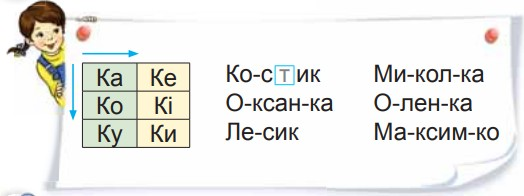 Ка Ке
Ко Кі
Ку Ки
Ко-стик
О-ксан-ка
Ле-сик
Ми-кол-ка
О-лен-ка
Ма-ксим-ко